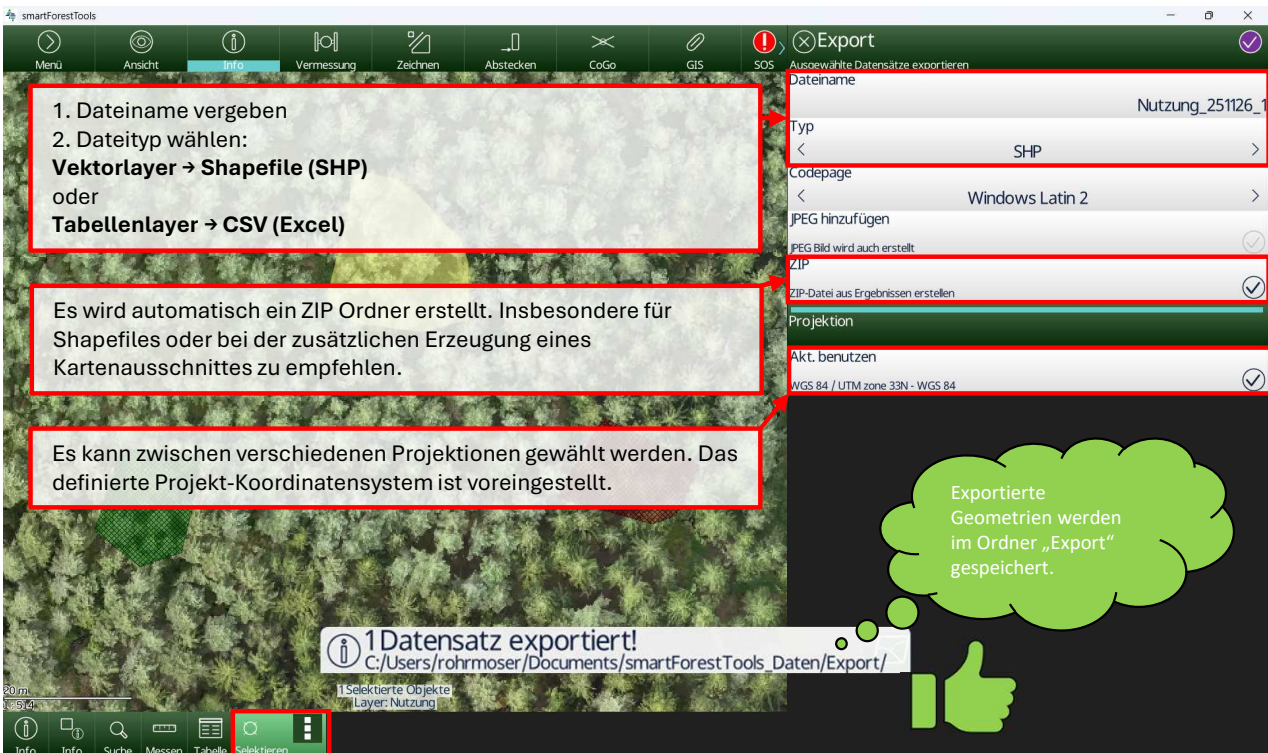 smartForestTools
Menü
Ansicht
Info
Vermessung
Zeichnen
Abstecken
CoGo
GIS
SOS
Export
Ausgewählte Datensätze exportieren
Dateiname
Nutzung_251126_1
Typ
SHP
Codepage
Windows Latin 2
JPEG hinzufügen
JPEG Bild wird auch erstellt
ZIP
ZIP-Datei aus Ergebnissen erstellen
Projektion
Akt. benutzen
WGS 84 / UTM zone 33N - WGS 84
1. Dateiname vergeben
2. Dateityp wählen:
Vektorlayer → Shapefile (SHP)
oder
Tabellenlayer → CSV (Excel)
Es wird automatisch ein ZIP Ordner erstellt. Insbesondere für
Shapefiles oder bei der zusätzlichen Erzeugung eines
Kartenausschnittes zu empfehlen.
Es kann zwischen verschiedenen Projektionen gewählt werden. Das
definierte Projekt-Koordinatensystem ist voreingestellt.
Exportierte
Geometrien werden
im Ordner „Export“
gespeichert.
1 Datensatz exportiert!
C:/Users/rohrmoser/Documents/smartForestTools_Daten/Export/
1 Selektierte Objekte
Layer: Nutzung
20 m
1:514
Info
Info
Suche
Messen
Tabelle
Selektieren